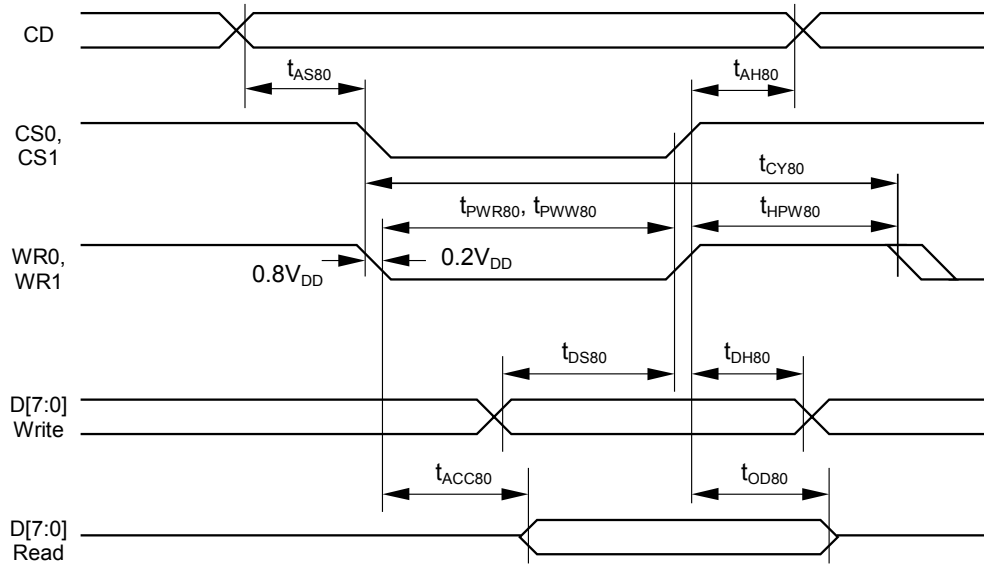 CD
tAS80
tAH80
CS0,
CS1
tCY80
tPWR80, tPWW80
tHPW80
WR0,
WR1
0.8VDD
0.2VDD
tDS80
tDH80
D[7:0]
Write
tACC80
tOD80
D[7:0]
Read